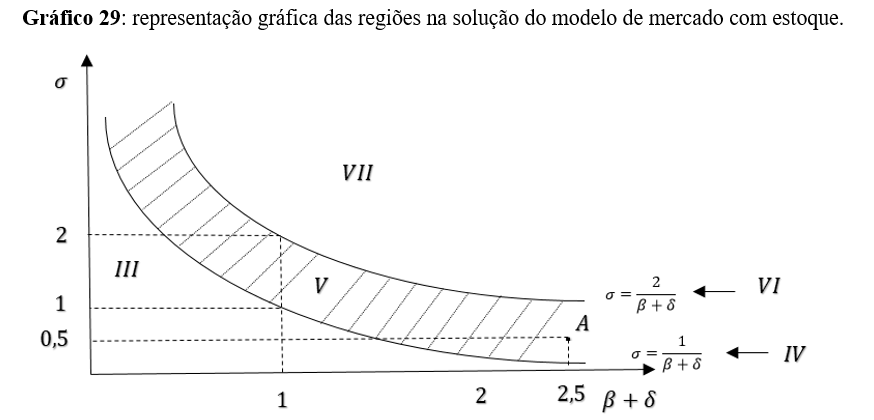 Gráfico 29: representação gráfica das regiões na solução do modelo de mercado com estoque.
σ
VII
2
III
V
σ = 2 / (β + δ)
VI
1
A
0,5
σ = 1 / (β + δ)
IV
1
2
2,5
β + δ